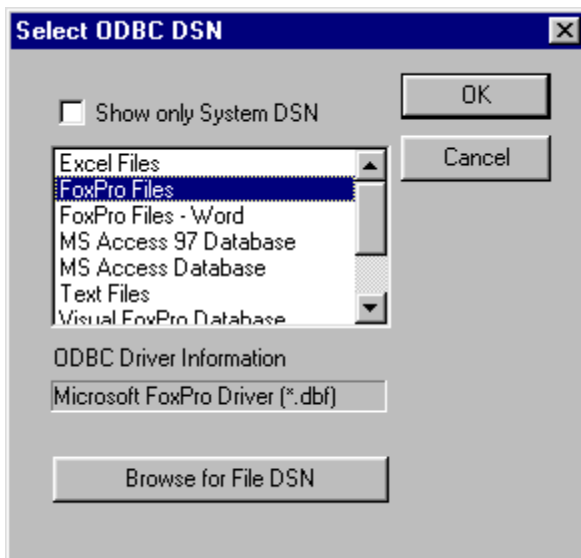 Select ODBC DSN
Show only System DSN
OK
Cancel
Excel Files
FoxPro Files
FoxPro Files - Word
MS Access 97 Database
MS Access Database
Text Files
Visual FoxPro Database
ODBC Driver Information
Microsoft FoxPro Driver (*.dbf)
Browse for File DSN